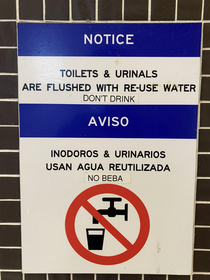 NOTICE
TOILETS & URINALS
ARE FLUSHED WITH RE-USE WATER
DON'T DRINK
AVISO
INODOROS & URINARIOS
USAN AGUA REUTILIZADA
NO BEBA